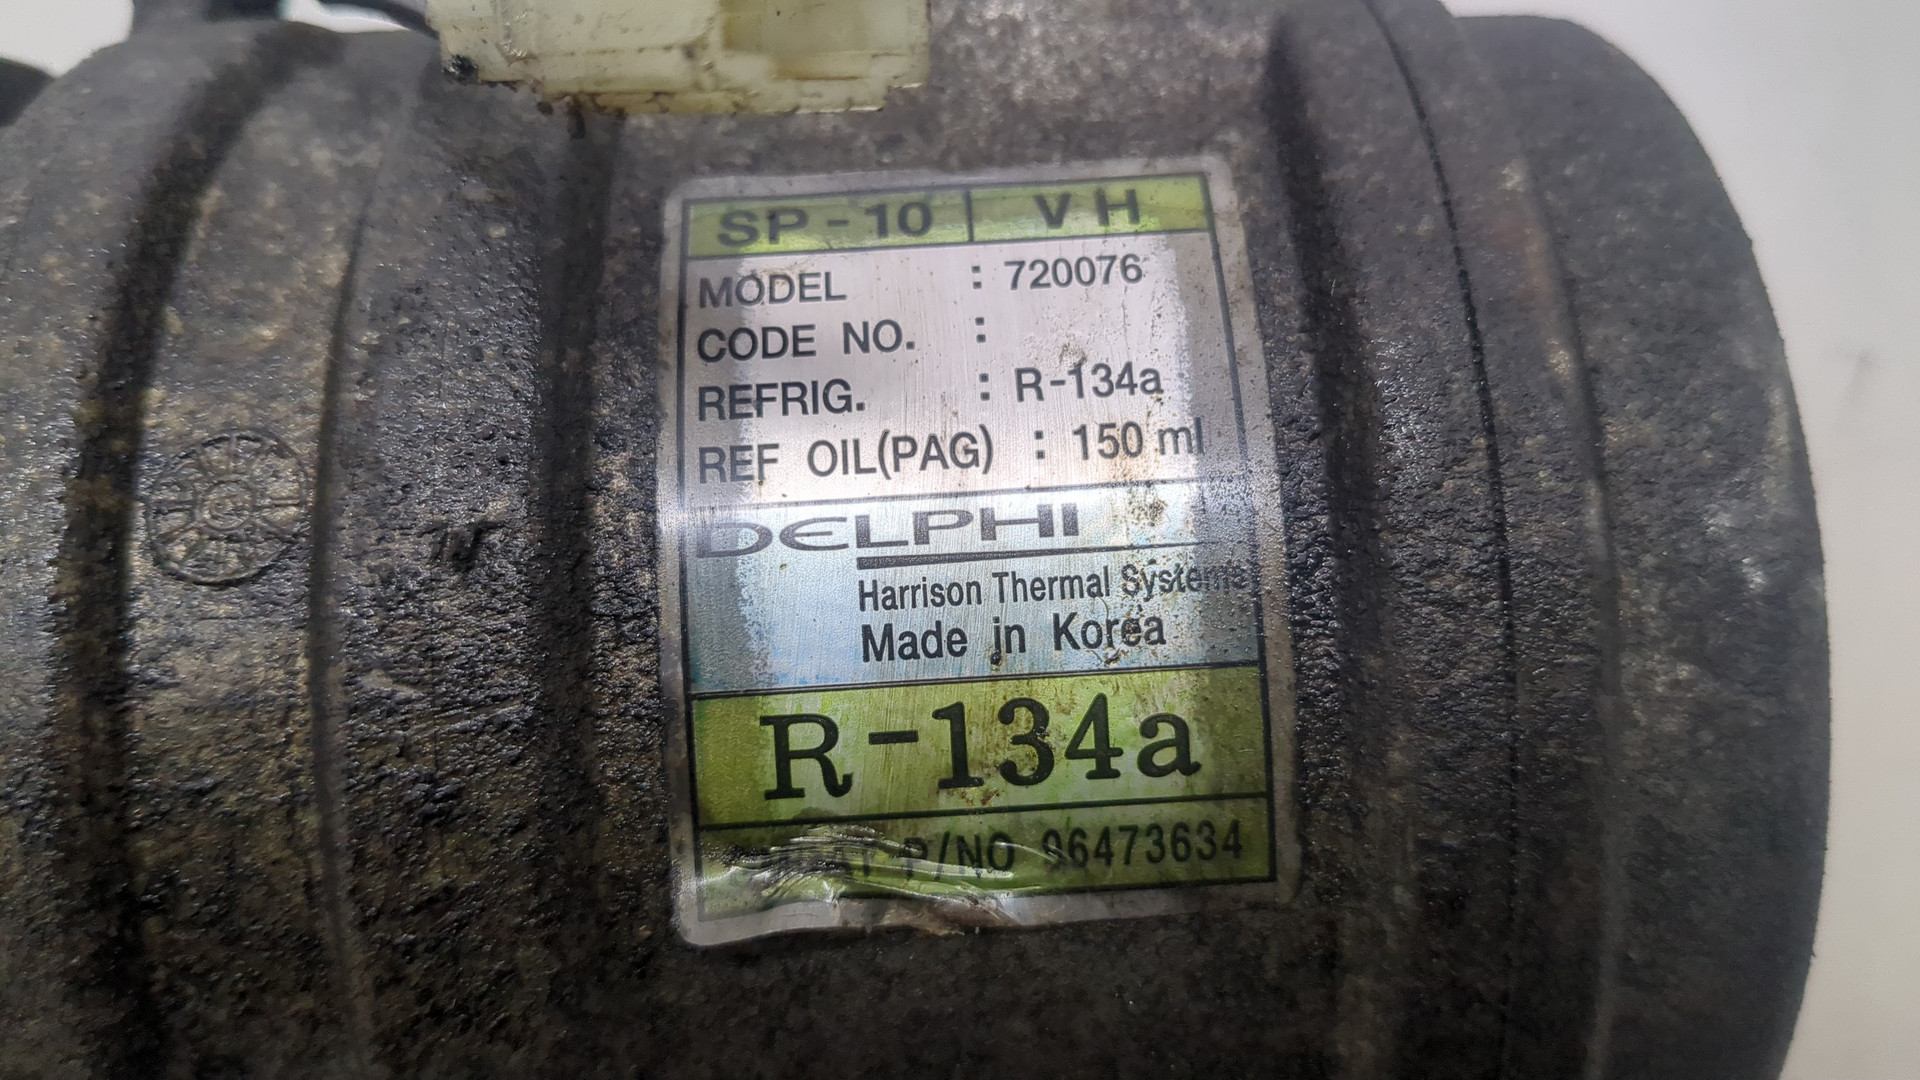 SP-10 | VH
MODEL : 720076
CODE NO. :
REFRIG. : R-134a
REF OIL(PAG) : 150 ml
DELPHI
Harrison Thermal Systems
Made in Korea
R-134a
P/NO 96473634